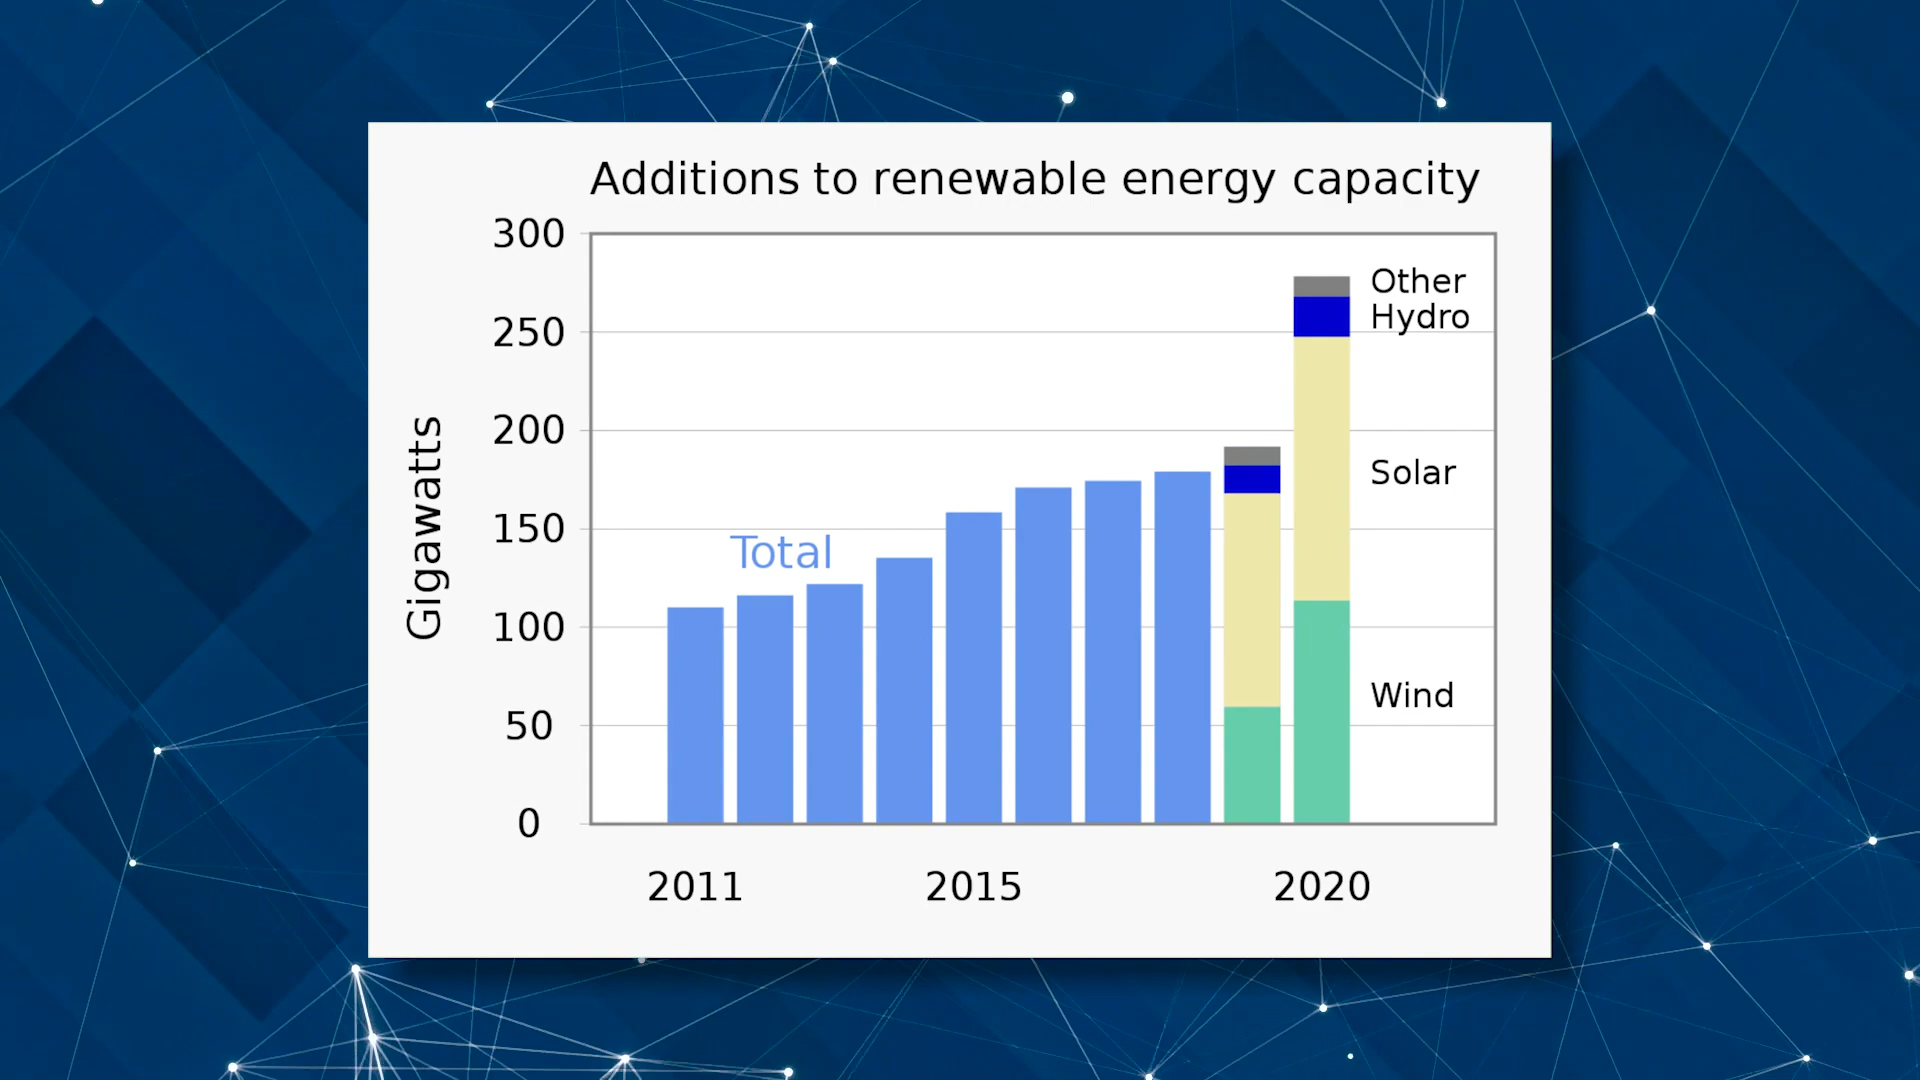 Additions to renewable energy capacity
300
250
200
150
100
50
0
Gigawatts
Total
Other
Hydro
Solar
Wind
2011 2015 2020